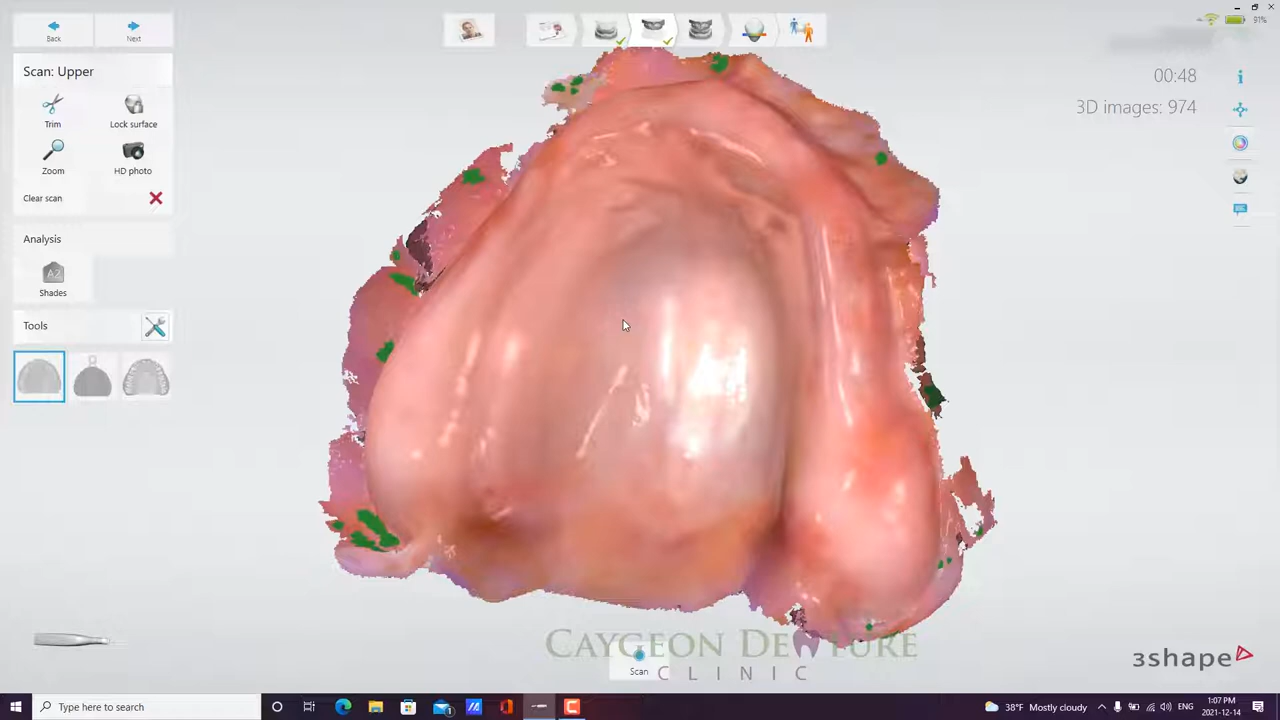 Back
Next
91%
Scan: Upper
Trim
Lock surface
Zoom
HD photo
Clear scan
Analysis
A2
Shades
Tools
00:48
3D images: 974
CAYGEON DENTURE
CLINIC
Scan
3shape
Type here to search
38°F Mostly cloudy
ENG
1:07 PM
2021-12-14